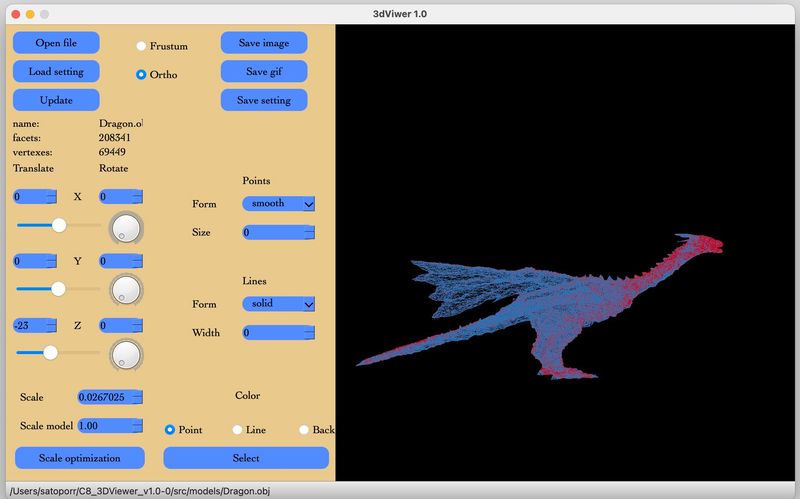 3dViwer 1.0
Open file
Frustum
Save image
Load setting
Ortho
Save gif
Update
Save setting
name: Dragon.ol
facets: 208341
vertexes: 69449
Translate Rotate
Points
0 X 0
Form smooth
Size 0
0 Y 0
Lines
Form solid
-23 Z 0
Width 0
Scale 0.0267025
Color
Scale model 1.00
Point Line Back
Scale optimization
Select
/Users/satoporr/C8_3DViewer_v1.0-0/src/models/Dragon.obj